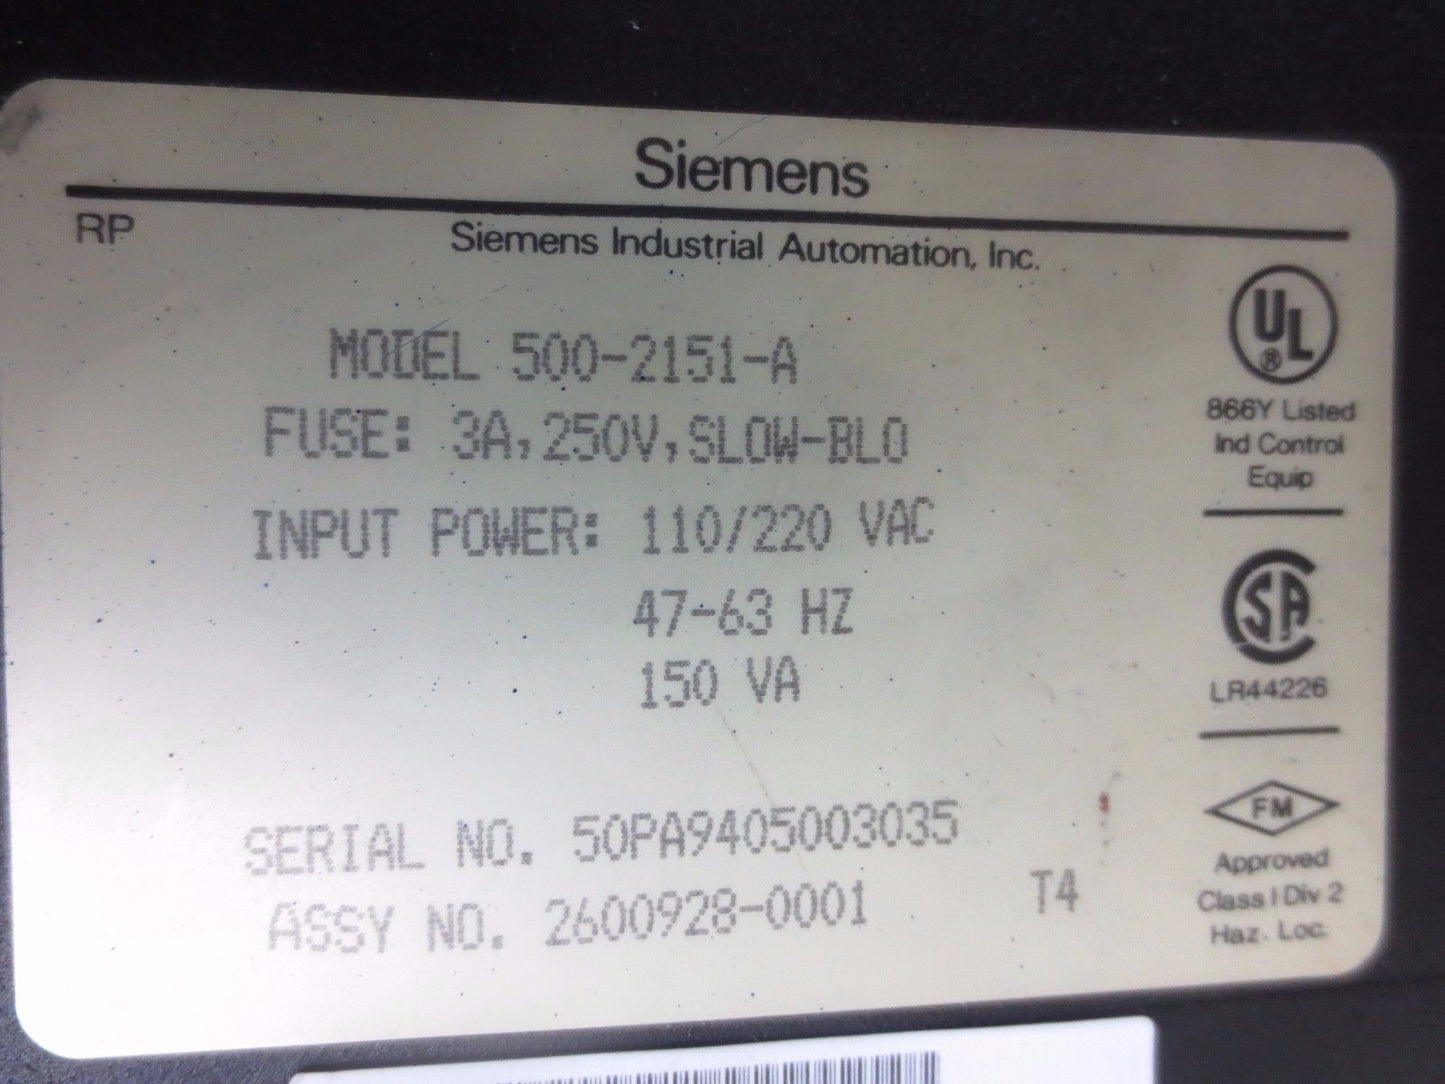 Siemens
RP
Siemens Industrial Automation, Inc.
MODEL 500-2151-A
FUSE: 3A,250V,SLOW-BLO
INPUT POWER: 110/220 VAC
47-63 HZ
150 VA
SERIAL NO. 50PA9405003035
ASSY NO. 2600928-0001
T4
UL
®
866Y Listed
Ind Control
Equip
SA
LR44226
FM
Approved
Class I Div 2
Haz. Loc.